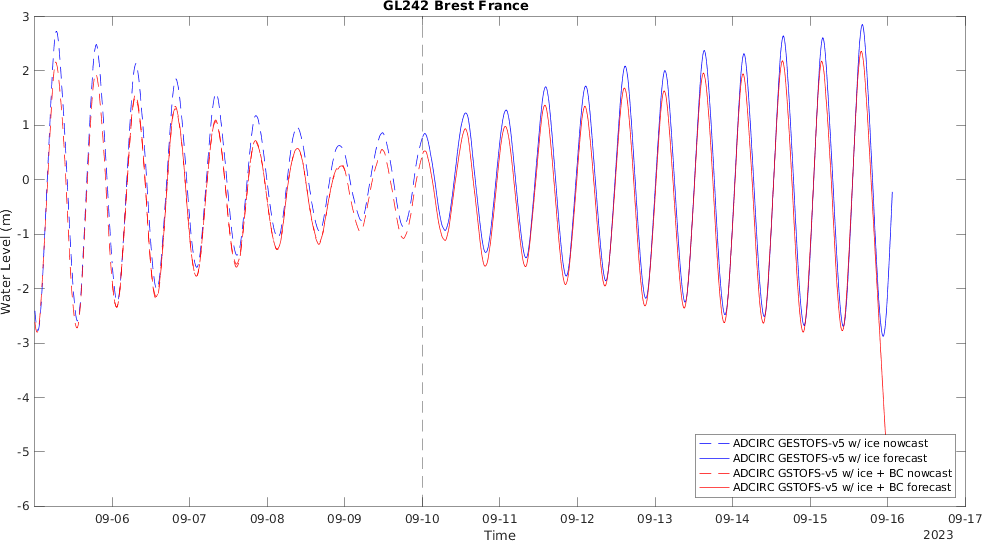 GL242 Brest France
3
2
1
0
-1
-2
-3
-4
-5
-6
Water Level (m)
ADCIRC GESTOFS-v5 w/ ice nowcast
ADCIRC GESTOFS-v5 w/ ice forecast
ADCIRC GSTOFS-v5 w/ ice + BC nowcast
ADCIRC GSTOFS-v5 w/ ice + BC forecast
09-06 09-07 09-08 09-09 09-10 09-11 09-12 09-13 09-14 09-15 09-16 09-17
Time
2023